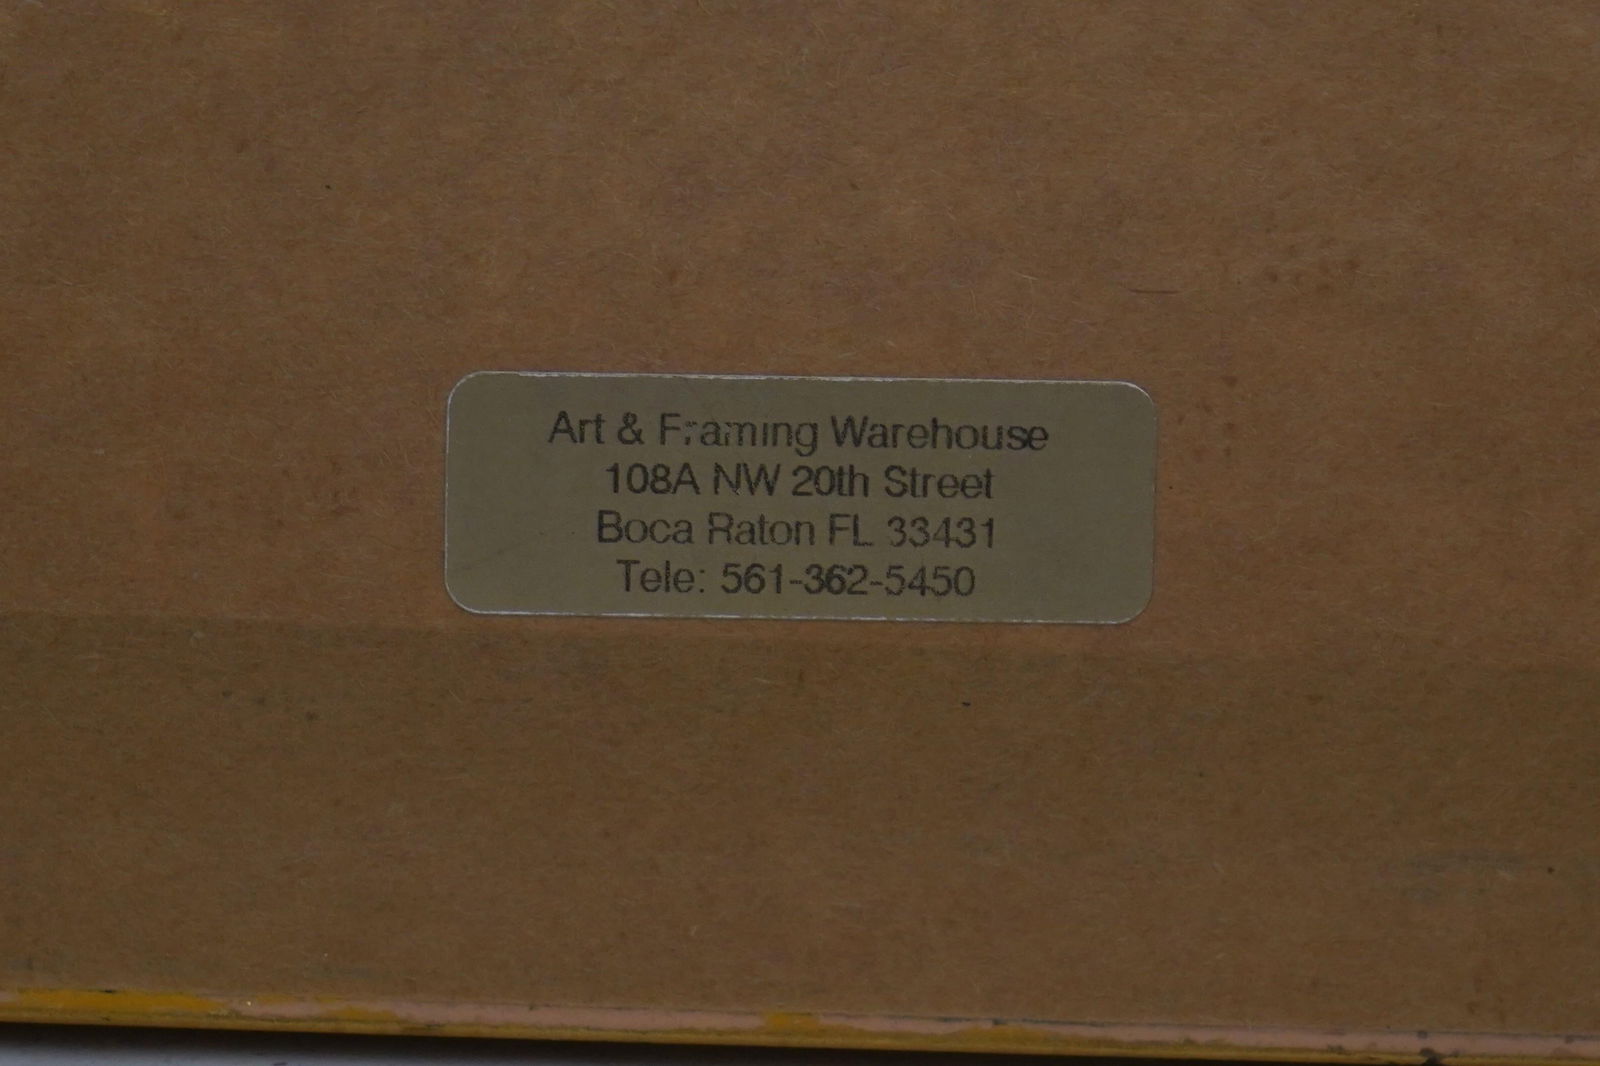 Art & Framing Warehouse
108A NW 20th Street
Boca Raton FL 33431
Tele: 561-362-5450